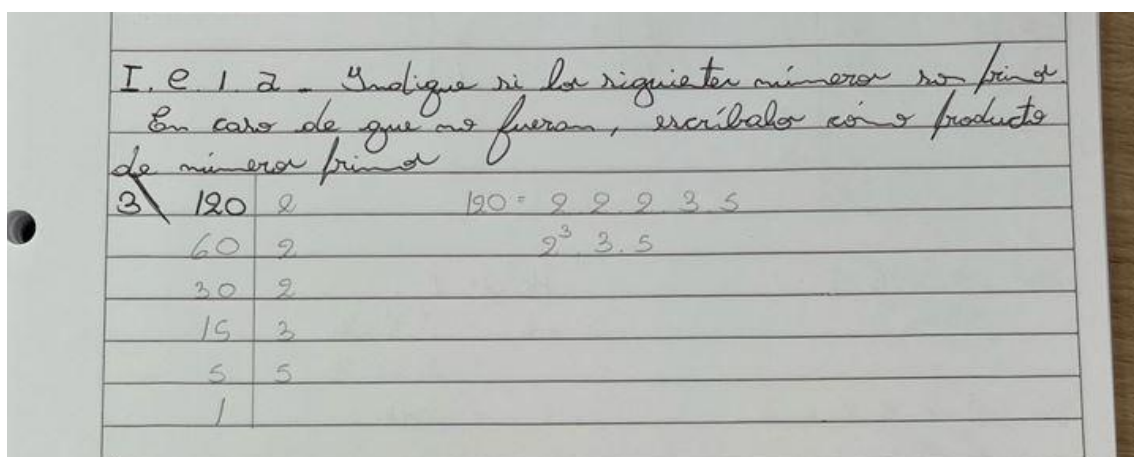 I. e. 1. 2 - Indique si los siguientes números son primos
En caso de que no fueran, escríbalos cómo producto
de números primos
3\ 120 | 2 120 = 2 2 2 3 . 5
60 | 2 2³ . 3 . 5
30 | 2
15 | 3
5 | 5
1 |